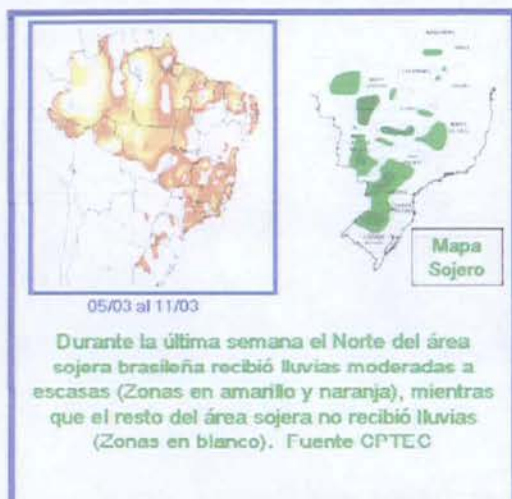 Mapa
Sojero
05/03 al 11/03
Durante la última semana el Norte del área
sojera brasileña recibió lluvias moderadas a
escasas (Zonas en amarillo y naranja), mientras
que el resto del área sojera no recibió lluvias
(Zonas en blanco). Fuente CPTEC